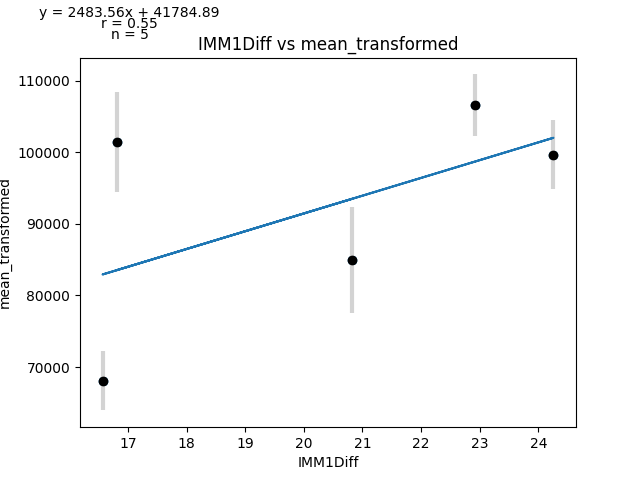 y = 2483.56x + 41784.89
r = 0.55
n = 5
IMM1Diff vs mean_transformed
110000
100000
90000
80000
70000
mean_transformed
17 18 19 20 21 22 23 24
IMM1Diff